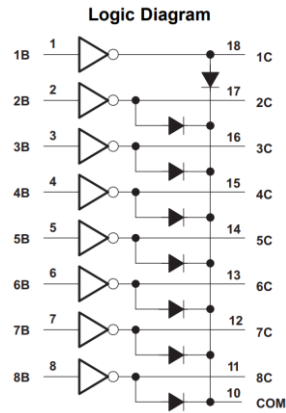 Logic Diagram
1B 1 18 1C
2B 2 17 2C
3B 3 16 3C
4B 4 15 4C
5B 5 14 5C
6B 6 13 6C
7B 7 12 7C
8B 8 11 8C
10 COM